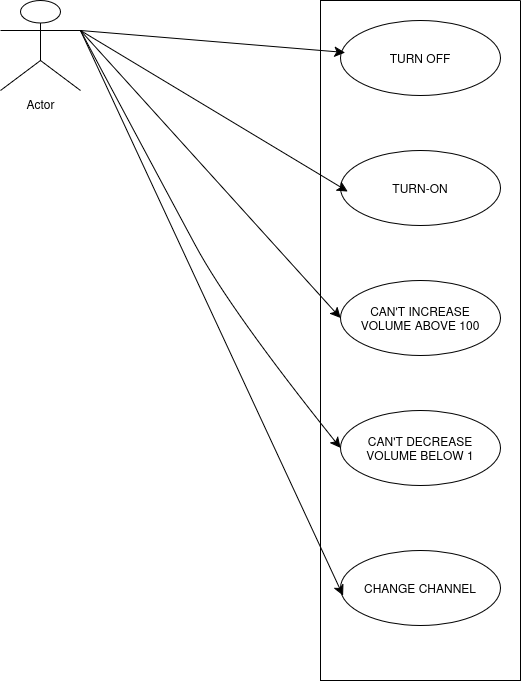 Actor
TURN OFF
TURN-ON
CAN'T INCREASE
VOLUME ABOVE 100
CAN'T DECREASE
VOLUME BELOW 1
CHANGE CHANNEL